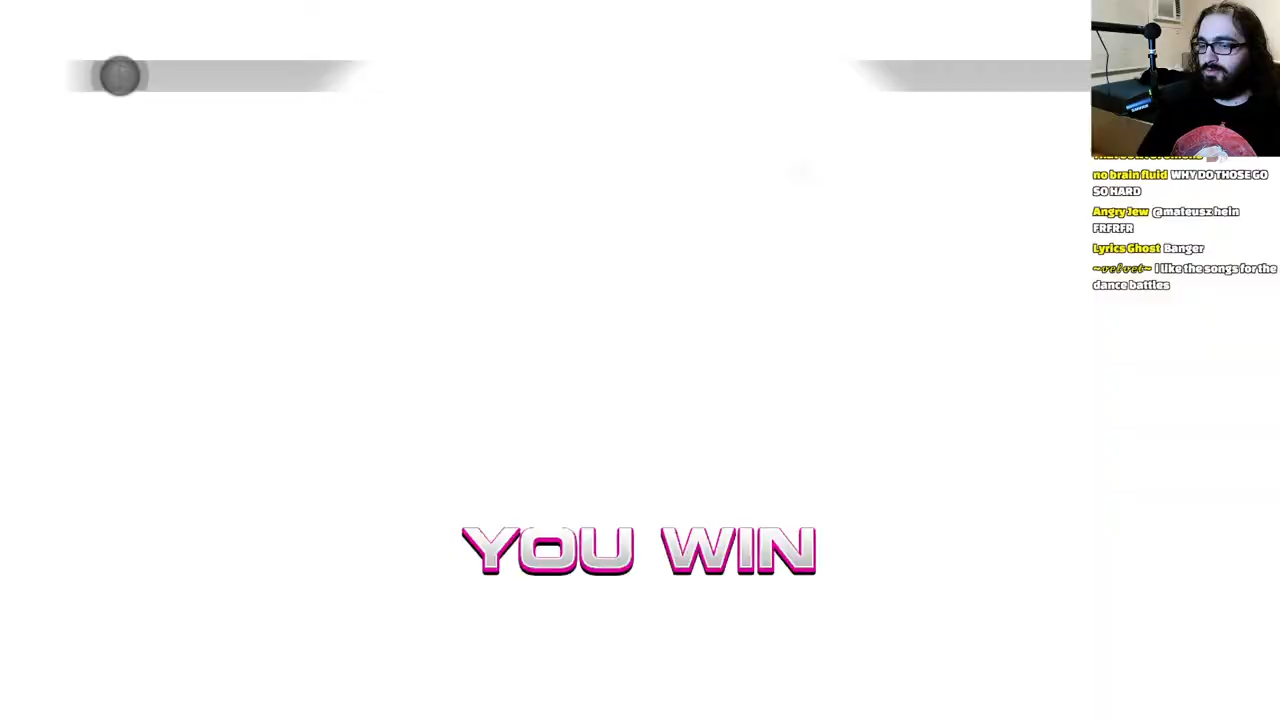 no brain fluid WHY DO THOSE GO
SO HARD
Angry Jew @mateusz hein
FRFRFR
Lyrics Ghost Banger
~𝓿𝓮𝓵𝓿𝓮𝓽~ I like the songs for the
dance battles
YOU WIN